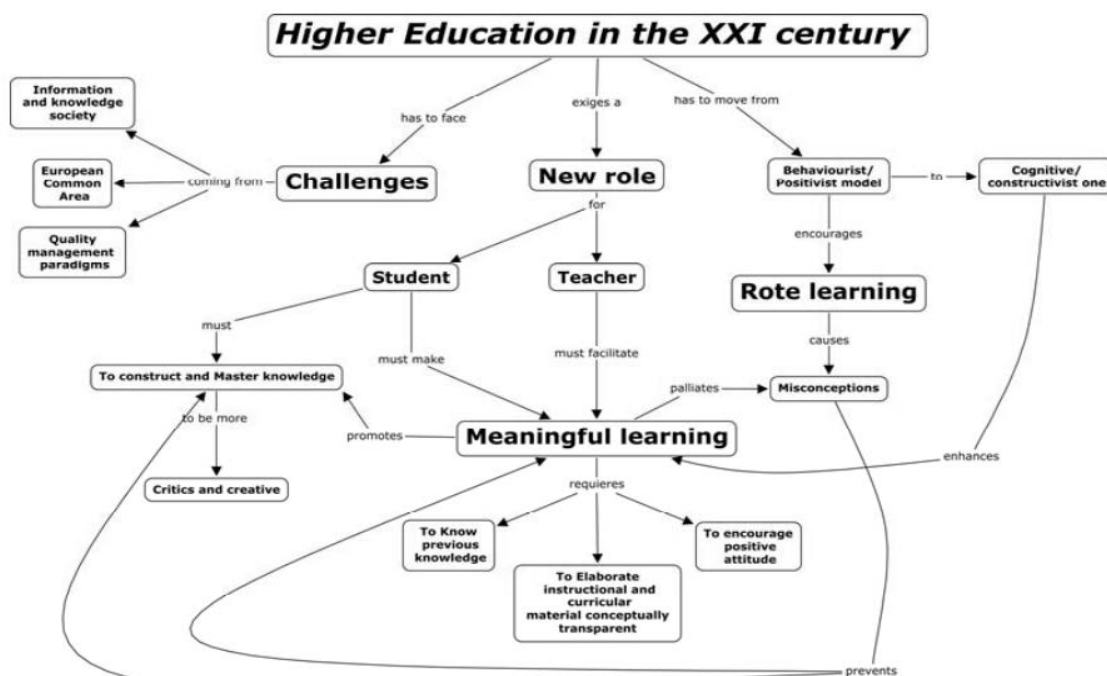 Higher Education in the XXI century
Information
and knowledge
society
has to face
exiges a
has to move from
European
Common
Area
coming from
Challenges
New role
Behaviourist/
Positivist model
to
Cognitive/
constructivist one
Quality
management
paradigms
for
encourages
Student
Teacher
Rote learning
must
must make
must facilitate
causes
To construct and Master knowledge
palliates
Misconceptions
to be more
promotes
Meaningful learning
enhances
Critics and creative
requieres
To Know
previous
knowledge
To encourage
positive
attitude
To Elaborate
instructional and
curricular
material conceptually
transparent
prevents